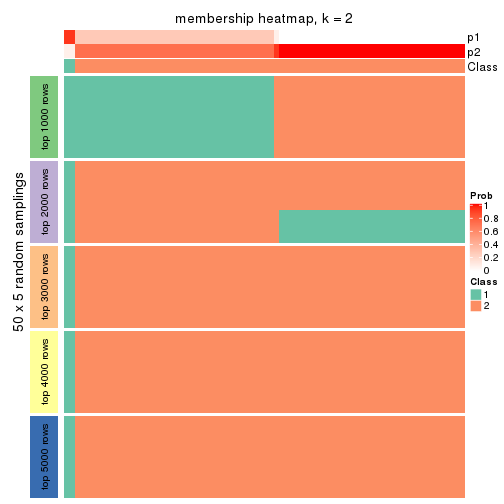 membership heatmap, k = 2
p1
p2
Class
50 x 5 random samplings
top 1000 rows
top 2000 rows
top 3000 rows
top 4000 rows
top 5000 rows
Prob
1
0.8
0.6
0.4
0.2
0
Class
1
2